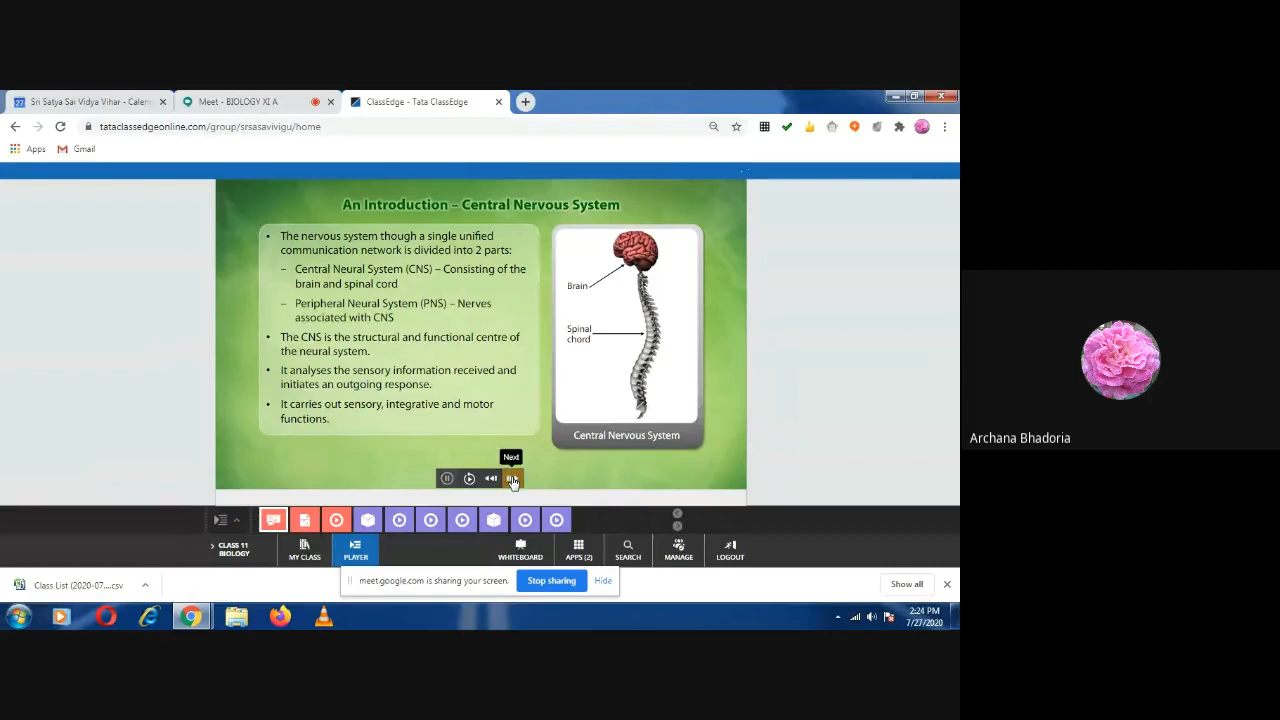 Sri Satya Sai Vidya Vihar - Calen
Meet - BIOLOGY XI A
ClassEdge - Tata ClassEdge
tataclassedgeonline.com/group/srsasavivigu/home
Apps
Gmail
An Introduction – Central Nervous System
• The nervous system though a single unified
communication network is divided into 2 parts:
– Central Neural System (CNS) – Consisting of the
brain and spinal cord
– Peripheral Neural System (PNS) – Nerves
associated with CNS
• The CNS is the structural and functional centre of
the neural system.
• It analyses the sensory information received and
initiates an outgoing response.
• It carries out sensory, integrative and motor
functions.
Brain
Spinal
chord
Central Nervous System
Next
Archana Bhadoria
CLASS 11
BIOLOGY
MY CLASS
PLAYER
WHITEBOARD
APPS (2)
SEARCH
MANAGE
LOGOUT
Class List (2020-07....csv
meet.google.com is sharing your screen.
Stop sharing
Hide
Show all
2:24 PM
7/27/2020